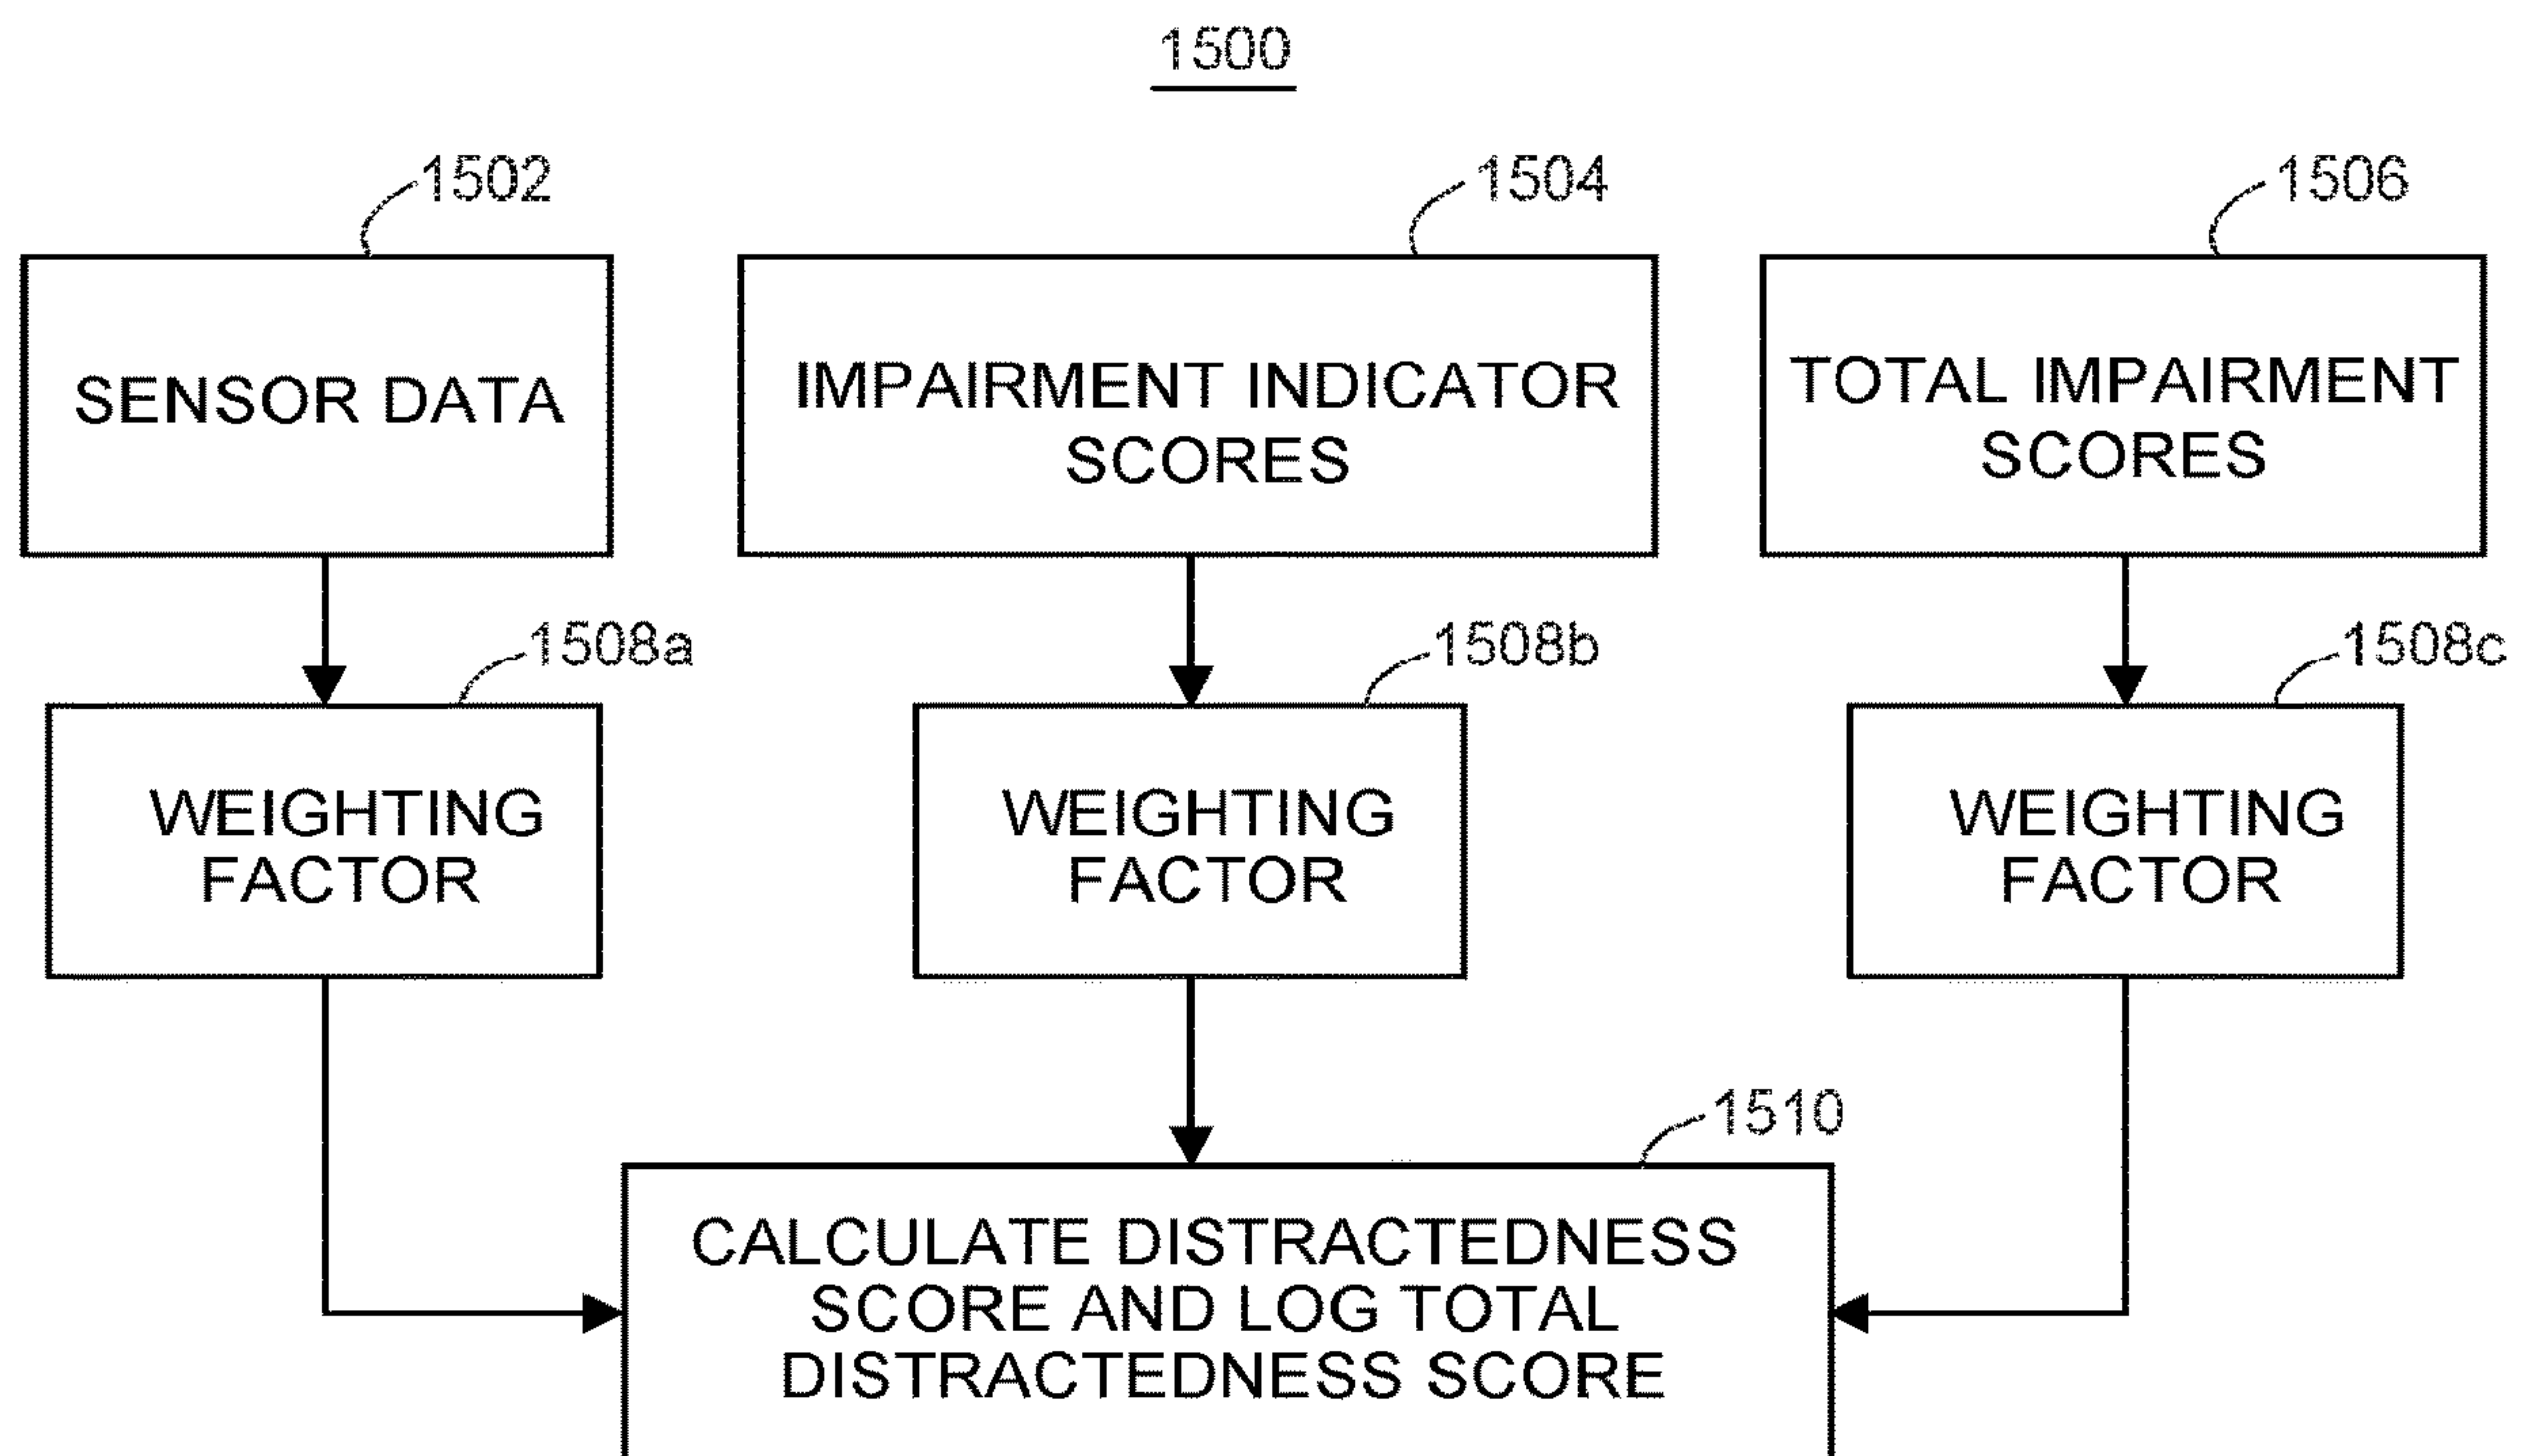 1500
1502
1504
1506
SENSOR DATA
IMPAIRMENT INDICATOR
SCORES
TOTAL IMPAIRMENT
SCORES
1508a
1508b
1508c
WEIGHTING
FACTOR
WEIGHTING
FACTOR
WEIGHTING
FACTOR
1510
CALCULATE DISTRACTEDNESS
SCORE AND LOG TOTAL
DISTRACTEDNESS SCORE